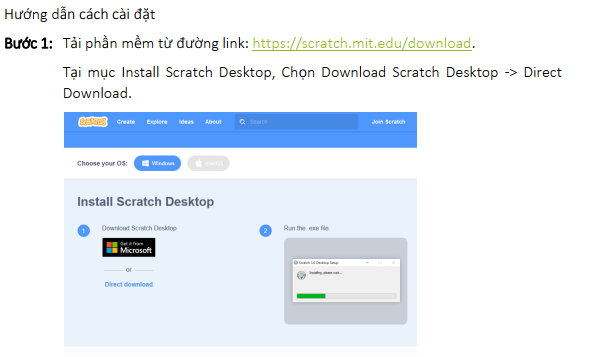 Hướng dẫn cách cài đặt
Bước 1: Tải phần mềm từ đường link: https://scratch.mit.edu/download.
Tại mục Install Scratch Desktop, Chọn Download Scratch Desktop -> Direct
Download.
SCRATCH Create Explore Ideas About Search Join Scratch
Choose your OS: Windows macOS
Install Scratch Desktop
1 Download Scratch Desktop
Get it from
Microsoft
or
Direct download
2 Run the .exe file.
Scratch 3.0 Desktop Setup
Installing, please wait...